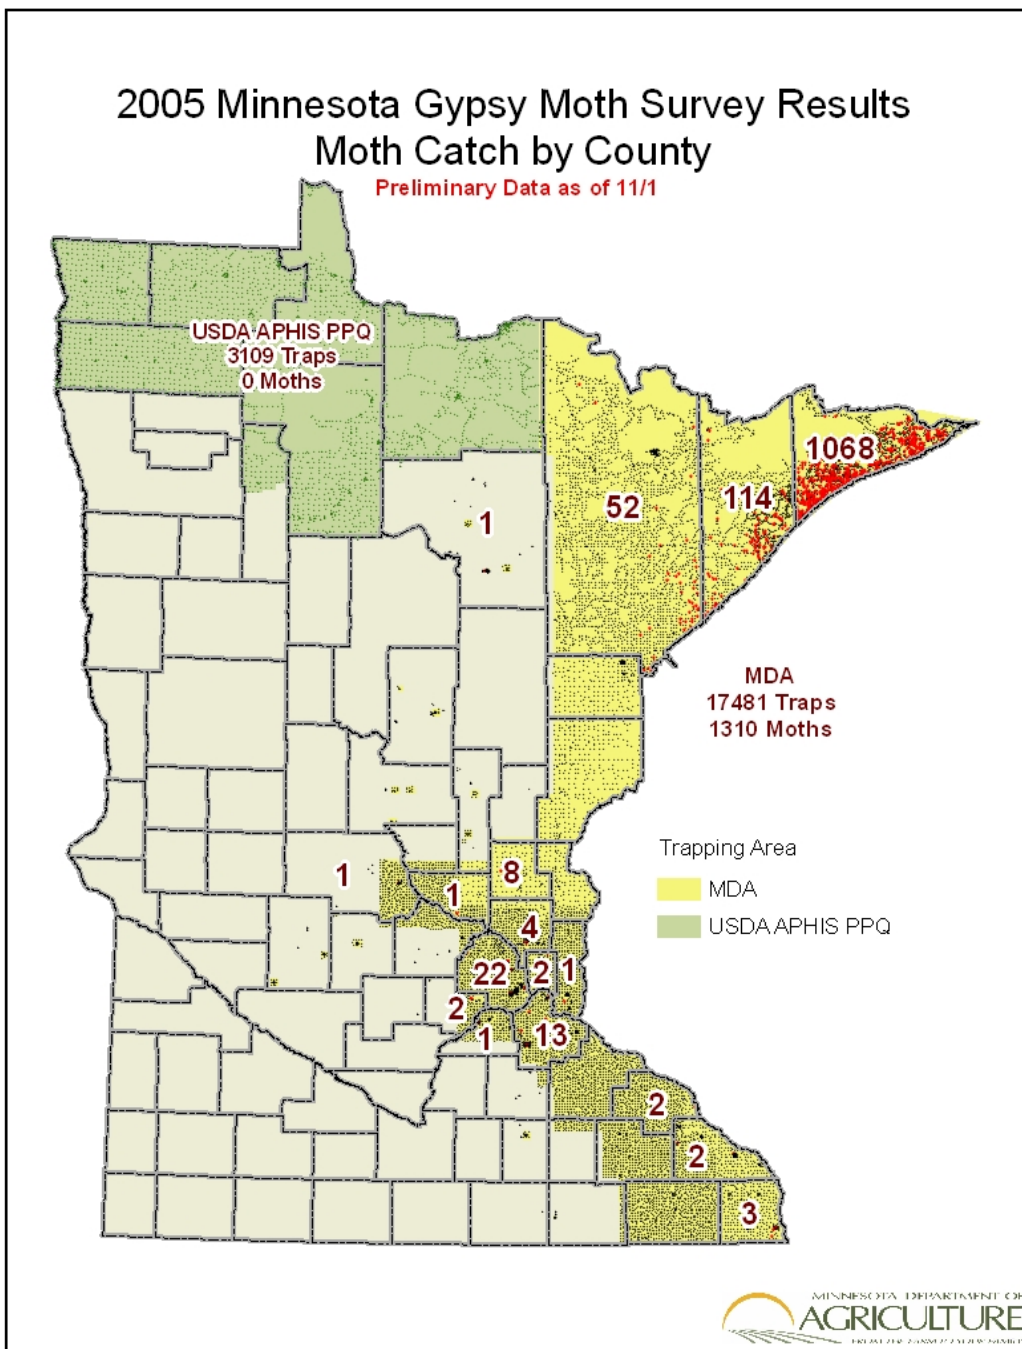 2005 Minnesota Gypsy Moth Survey Results
Moth Catch by County
Preliminary Data as of 11/1
USDA APHIS PPQ
3109 Traps
0 Moths
1068
114
52
1
MDA
17481 Traps
1310 Moths
Trapping Area
MDA
USDA APHIS PPQ
1
8
1
4
22
2
1
2
1
13
2
2
3
MINNESOTA DEPARTMENT OF
AGRICULTURE